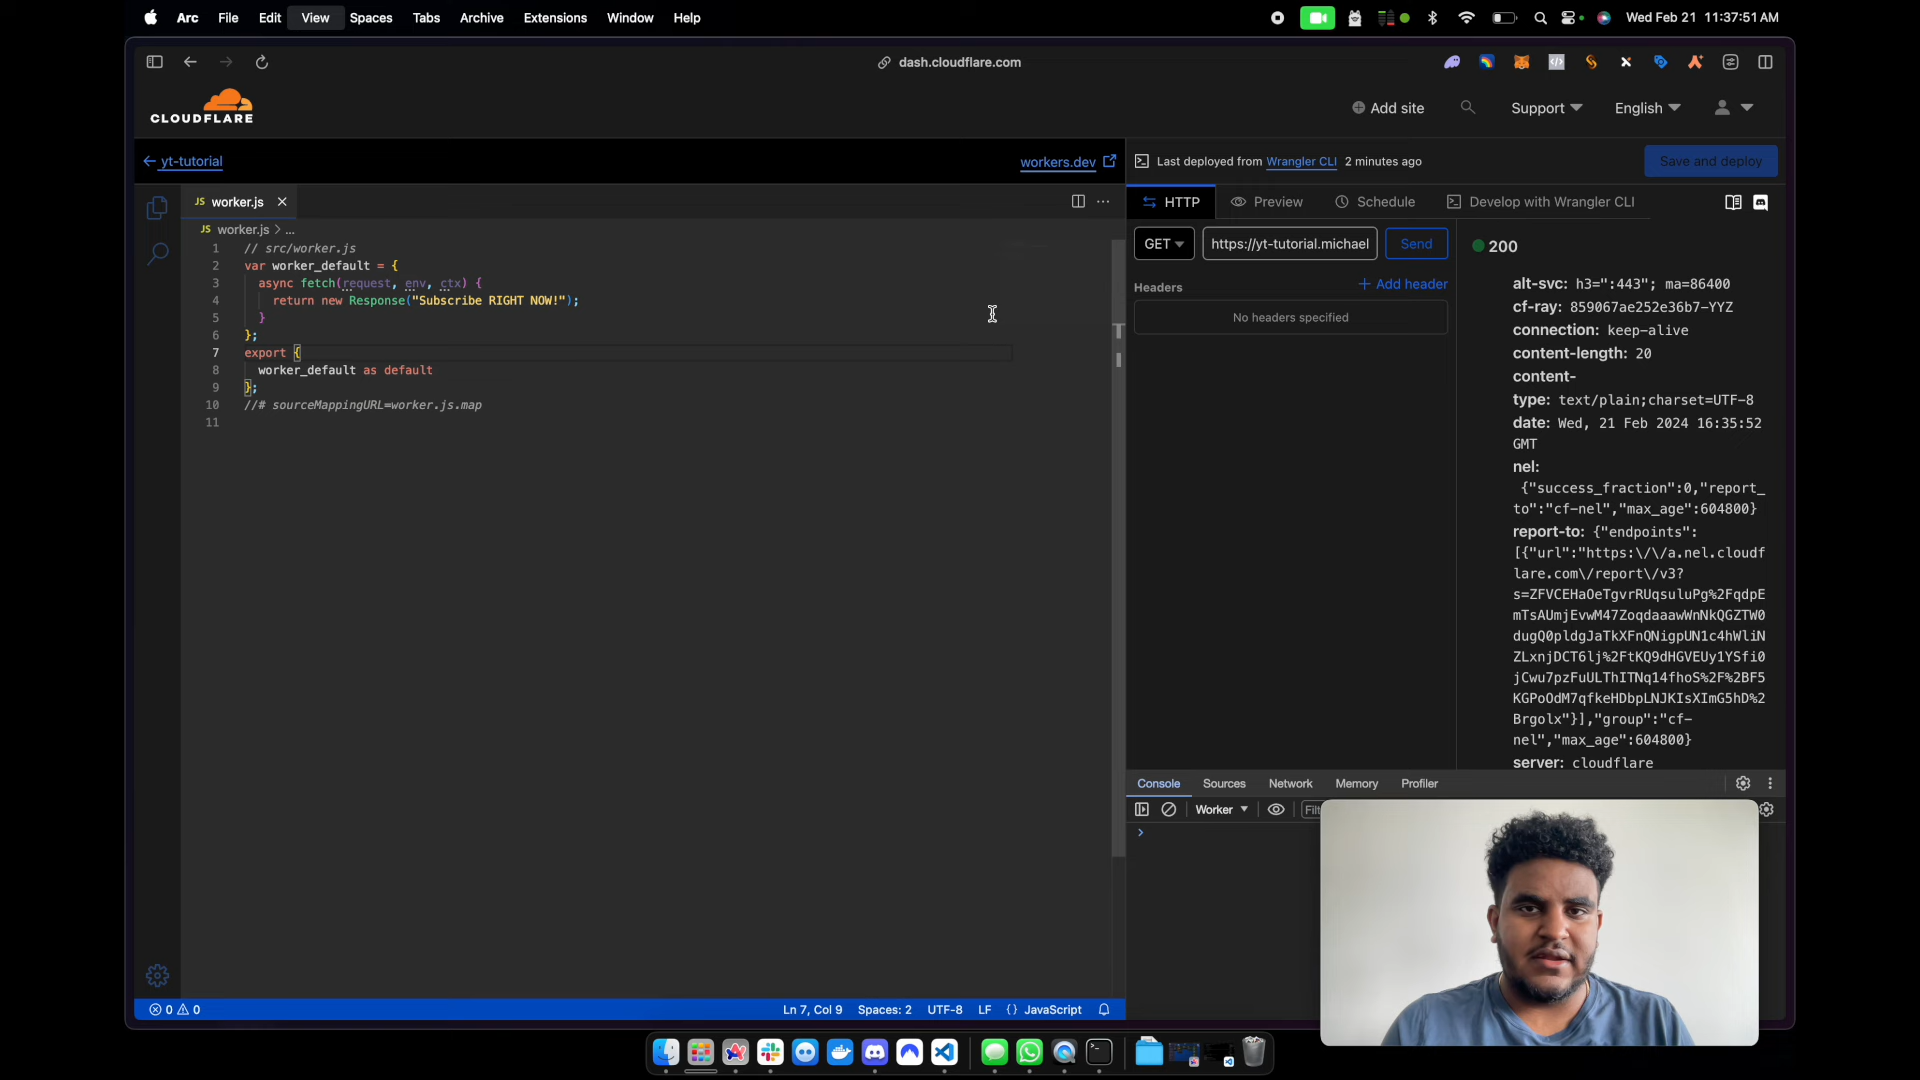 Arc File Edit View Spaces Tabs Archive Extensions Window Help
Wed Feb 21 11:37:51 AM
dash.cloudflare.com
CLOUDFLARE
Add site
Support
English
← yt-tutorial
workers.dev
Last deployed from Wrangler CLI 2 minutes ago
Save and deploy
JS worker.js ×
HTTP
Preview
Schedule
Develop with Wrangler CLI
JS worker.js > ...
1 // src/worker.js
2 var worker_default = {
3 async fetch(request, env, ctx) {
4 return new Response("Subscribe RIGHT NOW!");
5 }
6 };
7 export {
8 worker_default as default
9 };
10 //# sourceMappingURL=worker.js.map
11
GET
https://yt-tutorial.michael
Send
Headers
+ Add header
No headers specified
200
alt-svc: h3=":443"; ma=86400
cf-ray: 859067ae252e36b7-YYZ
connection: keep-alive
content-length: 20
content-
type: text/plain;charset=UTF-8
date: Wed, 21 Feb 2024 16:35:52
GMT
nel:
{"success_fraction":0,"report_
to":"cf-nel","max_age":604800}
report-to: {"endpoints":
[{"url":"https:\/\/a.nel.cloudf
lare.com\/report\/v3?
s=ZFVCEHaOeTgvrRUqsuluPg%2FqdpE
mTsAUmjEvwM47ZoqdaaawWnNkQGZTW0
dugQ0pldgJaTkXFnQNigpUN1c4hWliN
ZLxnjDCT6lj%2FtKQ9dHGVEUy1YSfi0
jCwu7pzFuULThITNq14fhoS%2F%2BF5
KGPoOdM7qfkeHDbpLNJKIsXImG5hD%2
Brgolx"}],"group":"cf-
nel","max_age":604800}
server: cloudflare
Console Sources Network Memory Profiler
Worker
Filt
>
0 0
Ln 7, Col 9 Spaces: 2 UTF-8 LF {} JavaScript